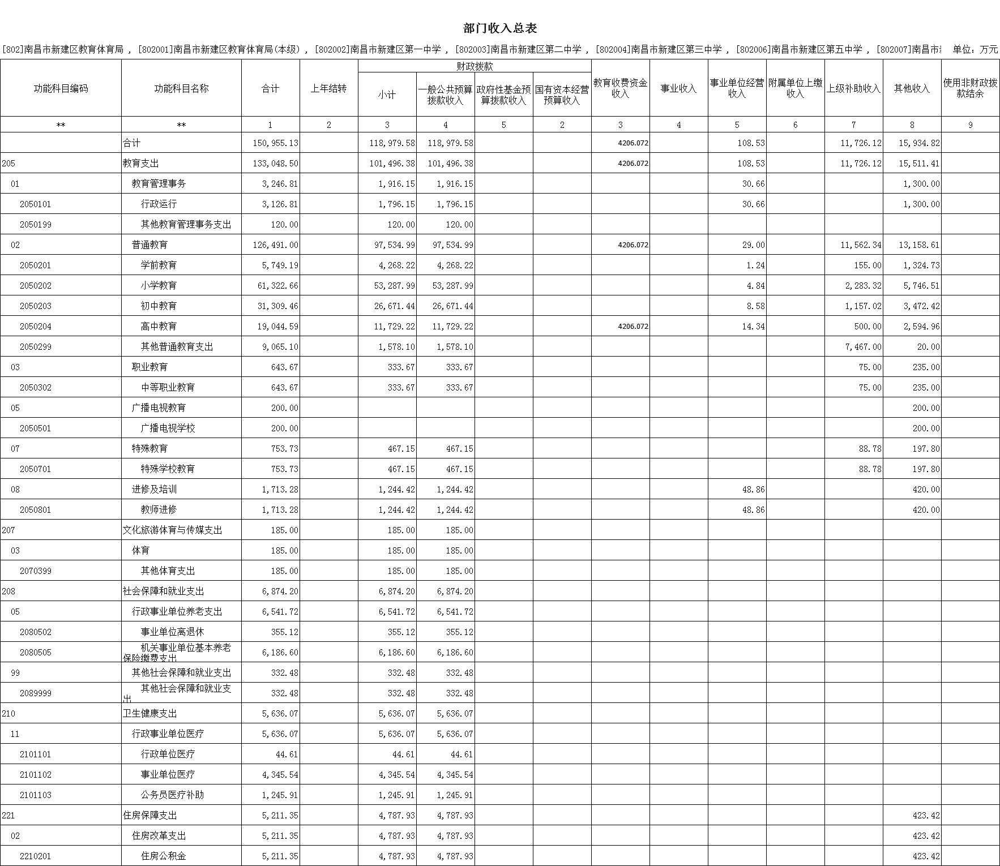 部门收入总表
[802]南昌市新建区教育体育局 , [802001]南昌市新建区教育体育局(本级) , [802002]南昌市新建区第一中学 , [802003]南昌市新建区第二中学 , [802004]南昌市新建区第三中学 , [802006]南昌市新建区第五中学 , [802007]南昌市 单位：万元
功能科目编码 功能科目名称 合计 上年结转 财政拨款 教育收费资金收入 事业收入 事业单位经营收入 附属单位上缴收入 上级补助收入 其他收入 使用非财政拨款结余
小计 一般公共预算拨款收入 政府性基金预算拨款收入 国有资本经营预算收入
** ** 1 2 3 4 5 2 3 4 5 6 7 8 9
合计 150,955.13 118,979.58 118,979.58 4206.072 108.53 11,726.12 15,934.82
205 教育支出 133,048.50 101,496.38 101,496.38 4206.072 108.53 11,726.12 15,511.41
01 教育管理事务 3,246.81 1,916.15 1,916.15 30.66 1,300.00
2050101 行政运行 3,126.81 1,796.15 1,796.15 30.66 1,300.00
2050199 其他教育管理事务支出 120.00 120.00 120.00
02 普通教育 126,491.00 97,534.99 97,534.99 4206.072 29.00 11,562.34 13,158.61
2050201 学前教育 5,749.19 4,268.22 4,268.22 1.24 155.00 1,324.73
2050202 小学教育 61,322.66 53,287.99 53,287.99 4.84 2,283.32 5,746.51
2050203 初中教育 31,309.46 26,671.44 26,671.44 8.58 1,157.02 3,472.42
2050204 高中教育 19,044.59 11,729.22 11,729.22 4206.072 14.34 500.00 2,594.96
2050299 其他普通教育支出 9,065.10 1,578.10 1,578.10 7,467.00 20.00
03 职业教育 643.67 333.67 333.67 75.00 235.00
2050302 中等职业教育 643.67 333.67 333.67 75.00 235.00
05 广播电视教育 200.00 200.00
2050501 广播电视学校 200.00 200.00
07 特殊教育 753.73 467.15 467.15 88.78 197.80
2050701 特殊学校教育 753.73 467.15 467.15 88.78 197.80
08 进修及培训 1,713.28 1,244.42 1,244.42 48.86 420.00
2050801 教师进修 1,713.28 1,244.42 1,244.42 48.86 420.00
207 文化旅游体育与传媒支出 185.00 185.00 185.00
03 体育 185.00 185.00 185.00
2070399 其他体育支出 185.00 185.00 185.00
208 社会保障和就业支出 6,874.20 6,874.20 6,874.20
05 行政事业单位养老支出 6,541.72 6,541.72 6,541.72
2080502 事业单位离退休 355.12 355.12 355.12
2080505 机关事业单位基本养老保险缴费支出 6,186.60 6,186.60 6,186.60
99 其他社会保障和就业支出 332.48 332.48 332.48
2089999 其他社会保障和就业支出 332.48 332.48 332.48
210 卫生健康支出 5,636.07 5,636.07 5,636.07
11 行政事业单位医疗 5,636.07 5,636.07 5,636.07
2101101 行政单位医疗 44.61 44.61 44.61
2101102 事业单位医疗 4,345.54 4,345.54 4,345.54
2101103 公务员医疗补助 1,245.91 1,245.91 1,245.91
221 住房保障支出 5,211.35 4,787.93 4,787.93 423.42
02 住房改革支出 5,211.35 4,787.93 4,787.93 423.42
2210201 住房公积金 5,211.35 4,787.93 4,787.93 423.42